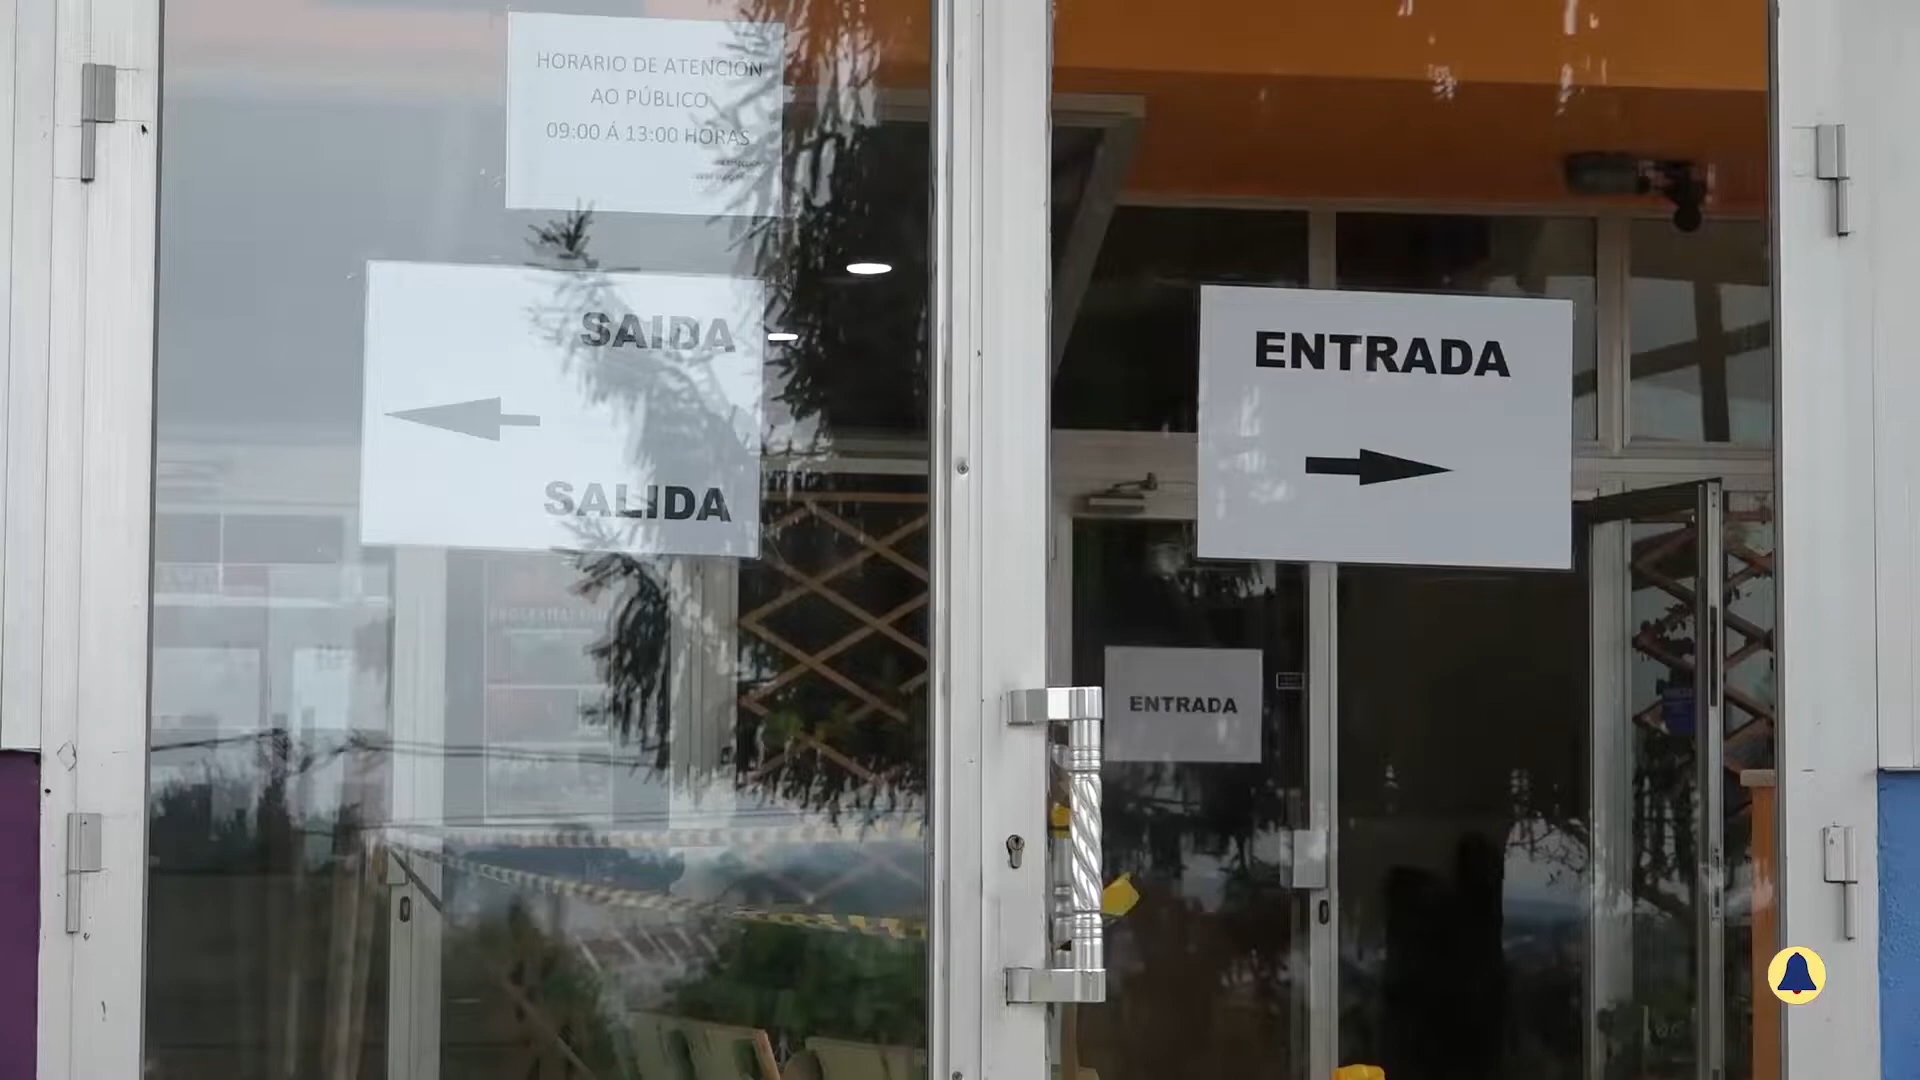 HORARIO DE ATENCIÓN
AO PÚBLICO
09:00 Á 13:00 HORAS
SAIDA
SALIDA
ENTRADA
ENTRADA